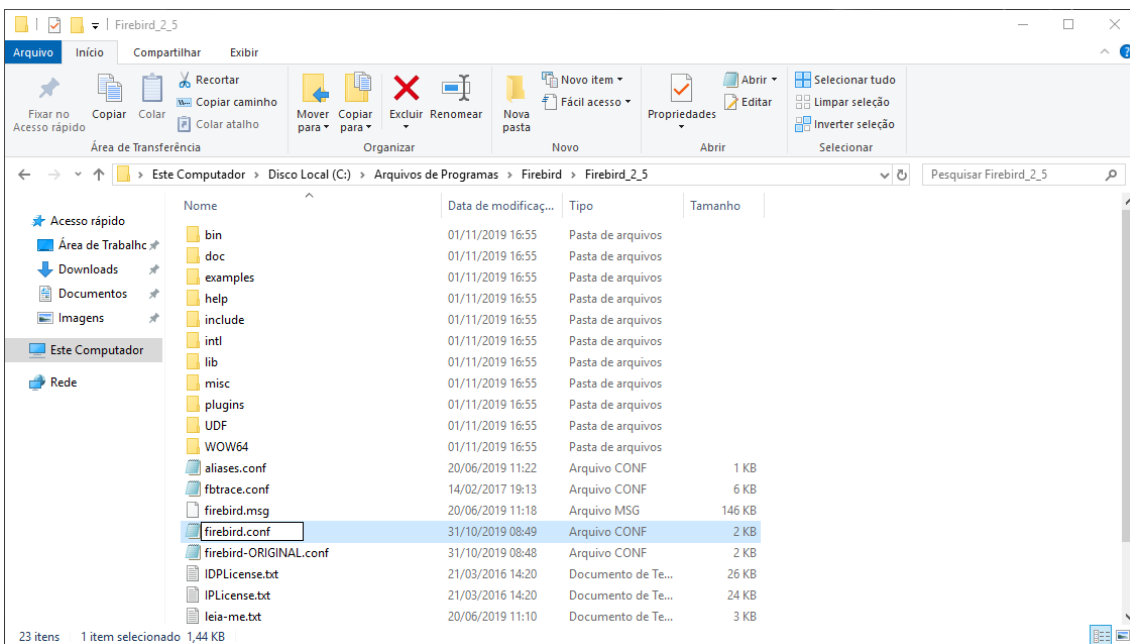 Firebird_2_5
Arquivo Início Compartilhar Exibir
Fixar no
Acesso rápido
Copiar
Colar
Recortar
Copiar caminho
Colar atalho
Área de Transferência
Mover
para
Copiar
para
Excluir
Renomear
Organizar
Nova
pasta
Novo item
Fácil acesso
Novo
Propriedades
Abrir
Editar
Abrir
Selecionar tudo
Limpar seleção
Inverter seleção
Selecionar
Este Computador > Disco Local (C:) > Arquivos de Programas > Firebird > Firebird_2_5
Pesquisar Firebird_2_5
Acesso rápido
Área de Trabalho
Downloads
Documentos
Imagens
Este Computador
Rede
Nome Data de modificaç... Tipo Tamanho
bin 01/11/2019 16:55 Pasta de arquivos
doc 01/11/2019 16:55 Pasta de arquivos
examples 01/11/2019 16:55 Pasta de arquivos
help 01/11/2019 16:55 Pasta de arquivos
include 01/11/2019 16:55 Pasta de arquivos
intl 01/11/2019 16:55 Pasta de arquivos
lib 01/11/2019 16:55 Pasta de arquivos
misc 01/11/2019 16:55 Pasta de arquivos
plugins 01/11/2019 16:55 Pasta de arquivos
UDF 01/11/2019 16:55 Pasta de arquivos
WOW64 01/11/2019 16:55 Pasta de arquivos
aliases.conf 20/06/2019 11:22 Arquivo CONF 1 KB
fbtrace.conf 14/02/2017 19:13 Arquivo CONF 6 KB
firebird.msg 20/06/2019 11:18 Arquivo MSG 146 KB
firebird.conf 31/10/2019 08:49 Arquivo CONF 2 KB
firebird-ORIGINAL.conf 31/10/2019 08:48 Arquivo CONF 2 KB
IDPLicense.txt 21/03/2016 14:20 Documento de Te... 26 KB
IPLicense.txt 21/03/2016 14:20 Documento de Te... 24 KB
leia-me.txt 20/06/2019 11:10 Documento de Te... 3 KB
23 itens 1 item selecionado 1,44 KB